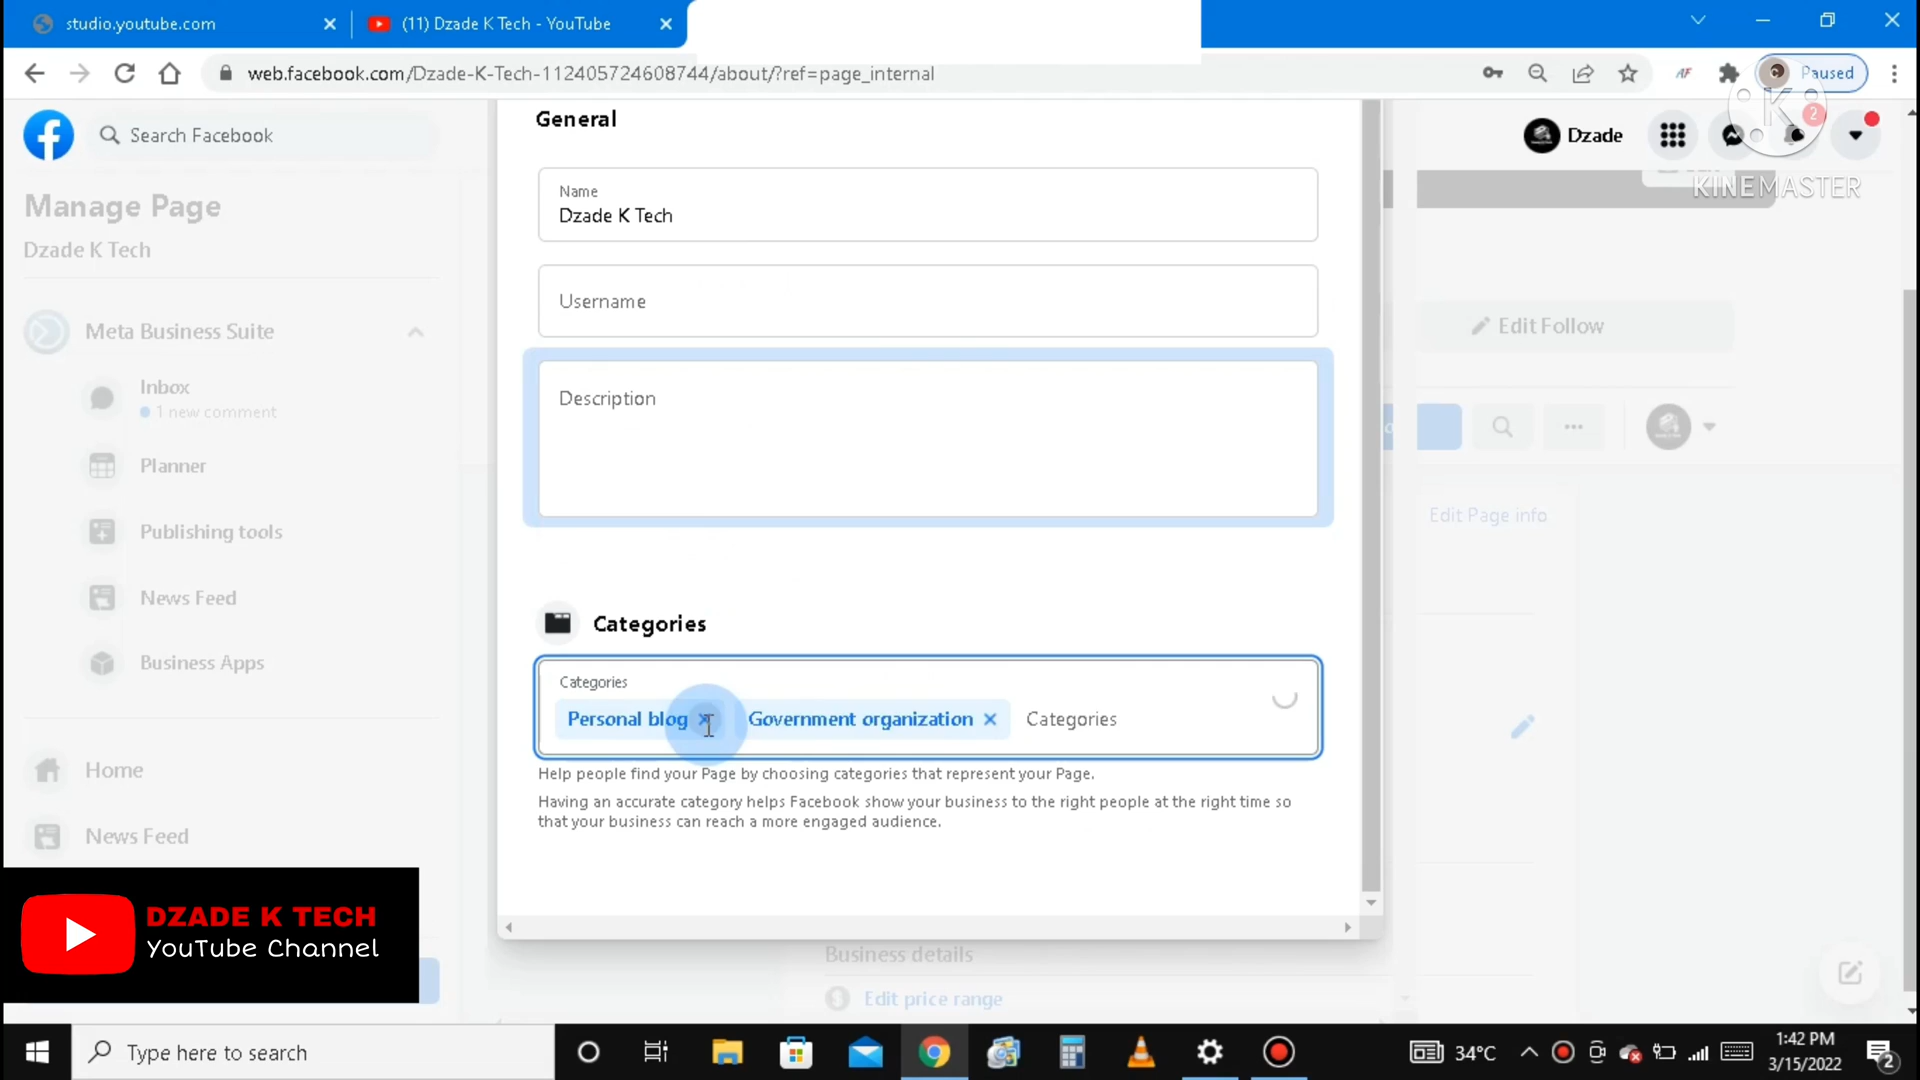 studio.youtube.com
(11) Dzade K Tech - YouTube
web.facebook.com/Dzade-K-Tech-112405724608744/about/?ref=page_internal
AF
Paused
Search Facebook
Dzade
K
2
KINEMASTER
Manage Page
Dzade K Tech
Meta Business Suite
Inbox
1 new comment
Planner
Publishing tools
News Feed
Business Apps
Home
News Feed
General
Name
Dzade K Tech
Username
Description
Categories
Categories
Personal blog
Government organization
Categories
Help people find your Page by choosing categories that represent your Page.
Having an accurate category helps Facebook show your business to the right people at the right time so
that your business can reach a more engaged audience.
Edit Follow
Edit Page info
Business details
Edit price range
DZADE K TECH
YouTube Channel
Type here to search
34°C
1:42 PM
3/15/2022
2